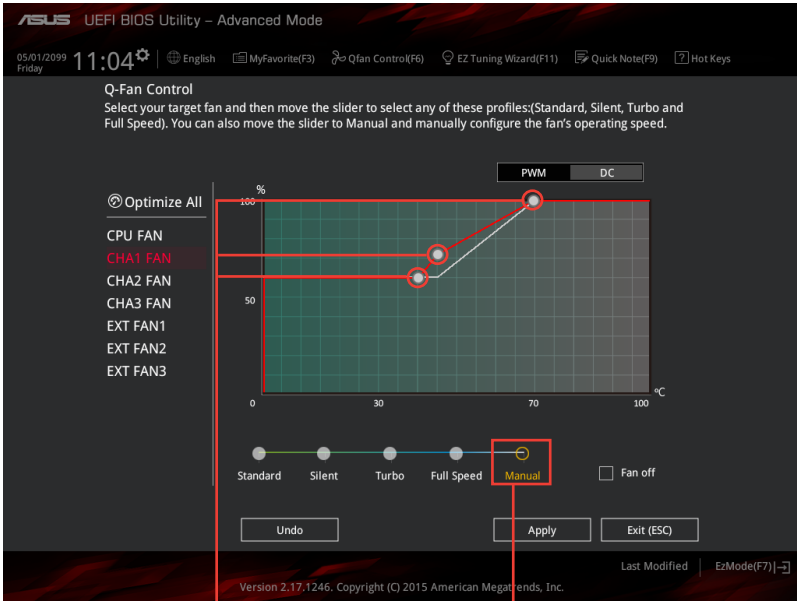 ASUS UEFI BIOS Utility – Advanced Mode
05/01/2099
Friday
11:04
English
MyFavorite(F3)
Qfan Control(F6)
EZ Tuning Wizard(F11)
Quick Note(F9)
? Hot Keys
Q-Fan Control
Select your target fan and then move the slider to select any of these profiles:(Standard, Silent, Turbo and
Full Speed). You can also move the slider to Manual and manually configure the fan's operating speed.
PWM
DC
Optimize All
CPU FAN
CHA1 FAN
CHA2 FAN
CHA3 FAN
EXT FAN1
EXT FAN2
EXT FAN3
%
100
50
0
30
70
100
ºC
Standard
Silent
Turbo
Full Speed
Manual
Fan off
Undo
Apply
Exit (ESC)
Last Modified
EzMode(F7)
Version 2.17.1246. Copyright (C) 2015 American Megatrends, Inc.